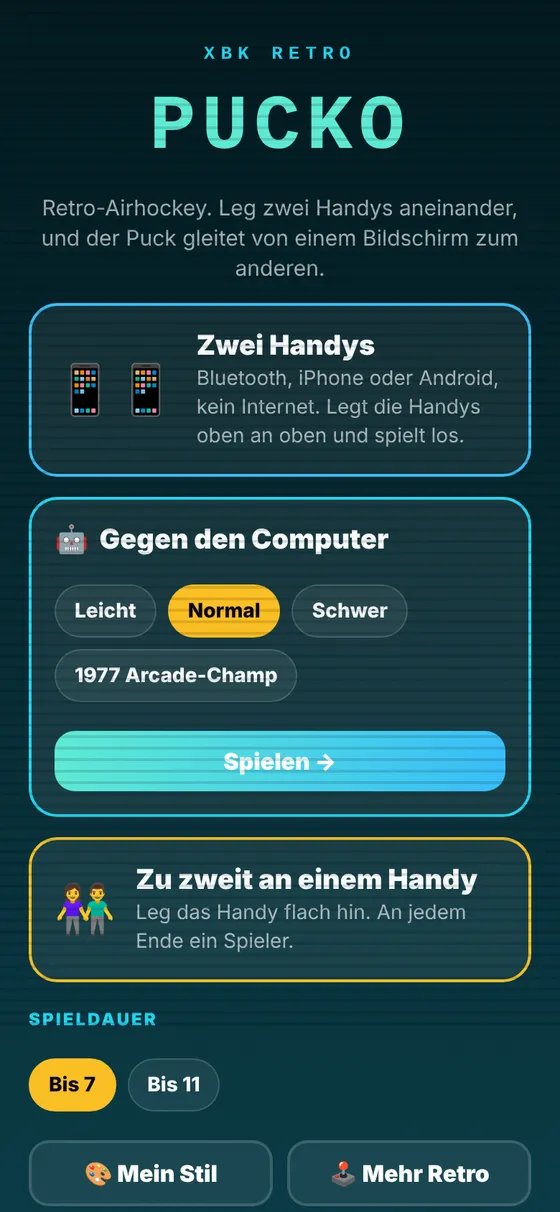 XBK RETRO
PUCKO
Retro-Airhockey. Leg zwei Handys aneinander,
und der Puck gleitet von einem Bildschirm zum
anderen.
Zwei Handys
Bluetooth, iPhone oder Android,
kein Internet. Legt die Handys
oben an oben und spielt los.
Gegen den Computer
Leicht
Normal
Schwer
1977 Arcade-Champ
Spielen →
Zu zweit an einem Handy
Leg das Handy flach hin. An jedem
Ende ein Spieler.
SPIELDAUER
Bis 7
Bis 11
Mein Stil
Mehr Retro